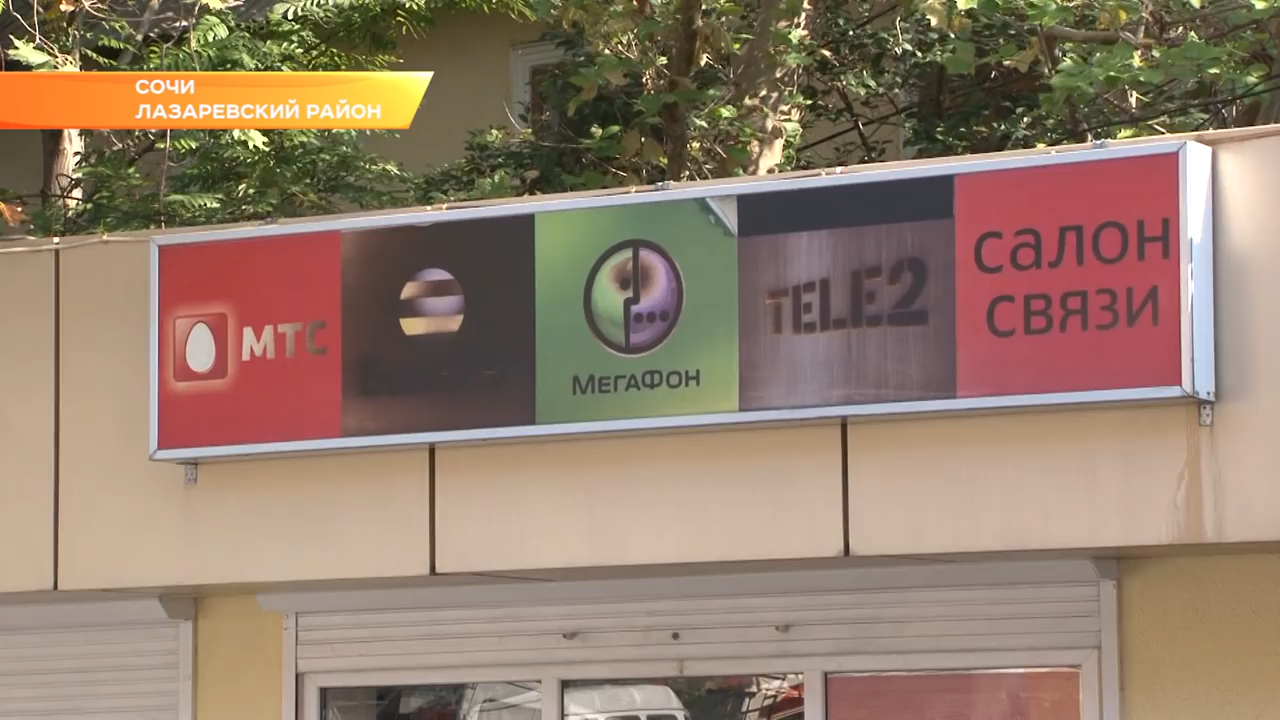 СОЧИ
ЛАЗАРЕВСКИЙ РАЙОН
МТС
МЕГАФОН
TELE2
салон
связи